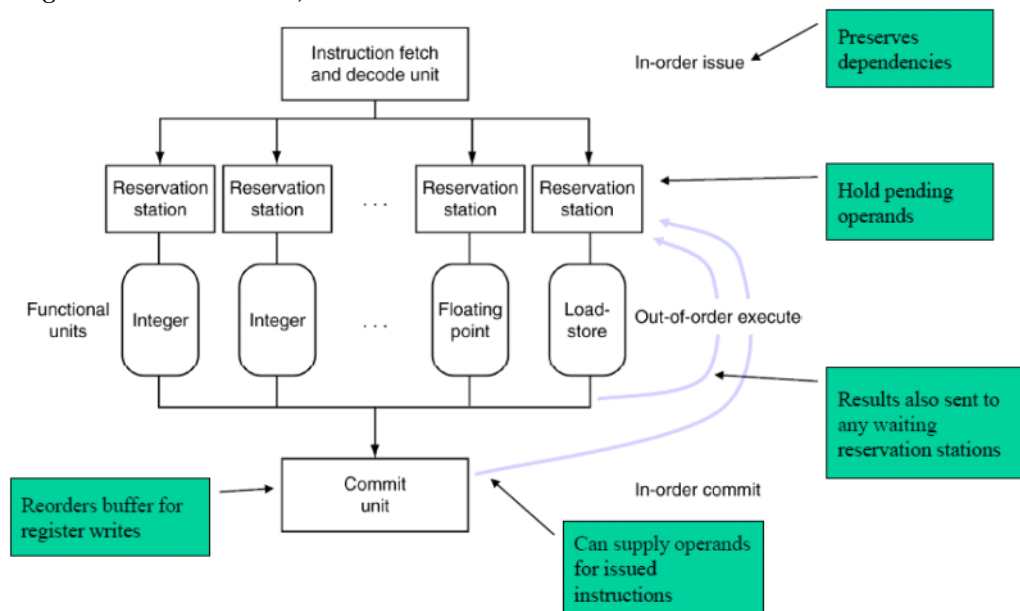 Instruction fetch
and decode unit
In-order issue
Preserves
dependencies
Reservation
station
Reservation
station
. . .
Reservation
station
Reservation
station
Hold pending
operands
Functional
units
Integer
Integer
. . .
Floating
point
Load-
store
Out-of-order execute
Results also sent to
any waiting
reservation stations
Commit
unit
In-order commit
Reorders buffer for
register writes
Can supply operands
for issued
instructions